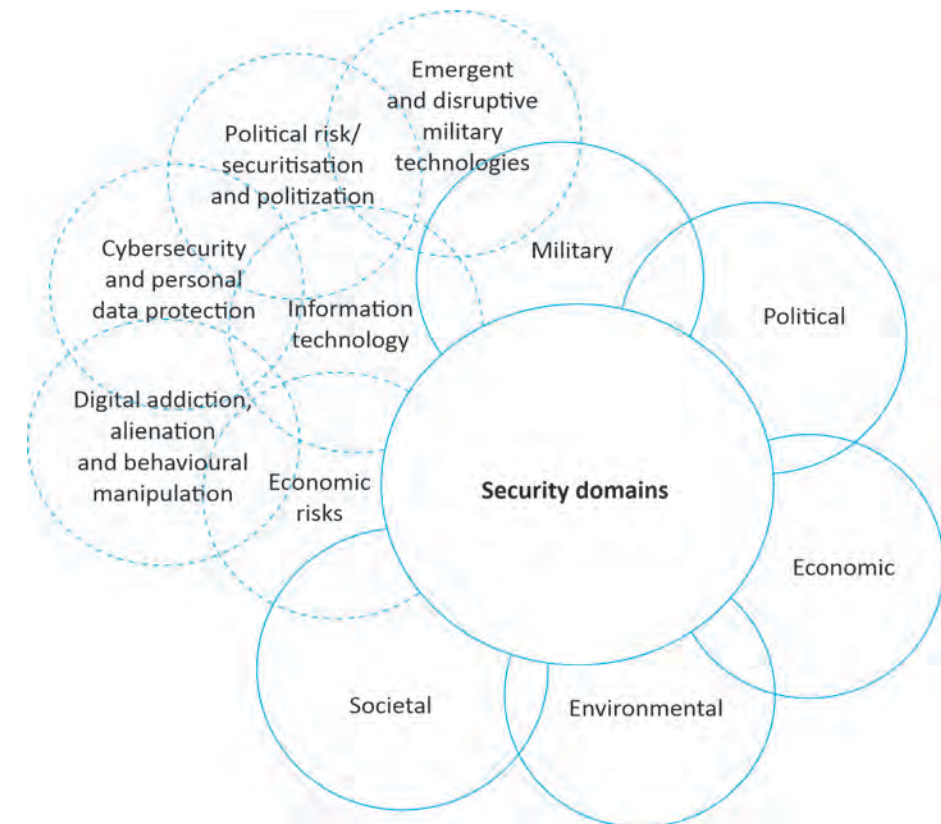 Emergent
and disruptive
military
technologies
Political risk/
securitisation
and politization
Military
Cybersecurity
and personal
data protection
Information
technology
Political
Digital addiction,
alienation
and behavioural
manipulation
Economic
risks
Security domains
Economic
Societal
Environmental